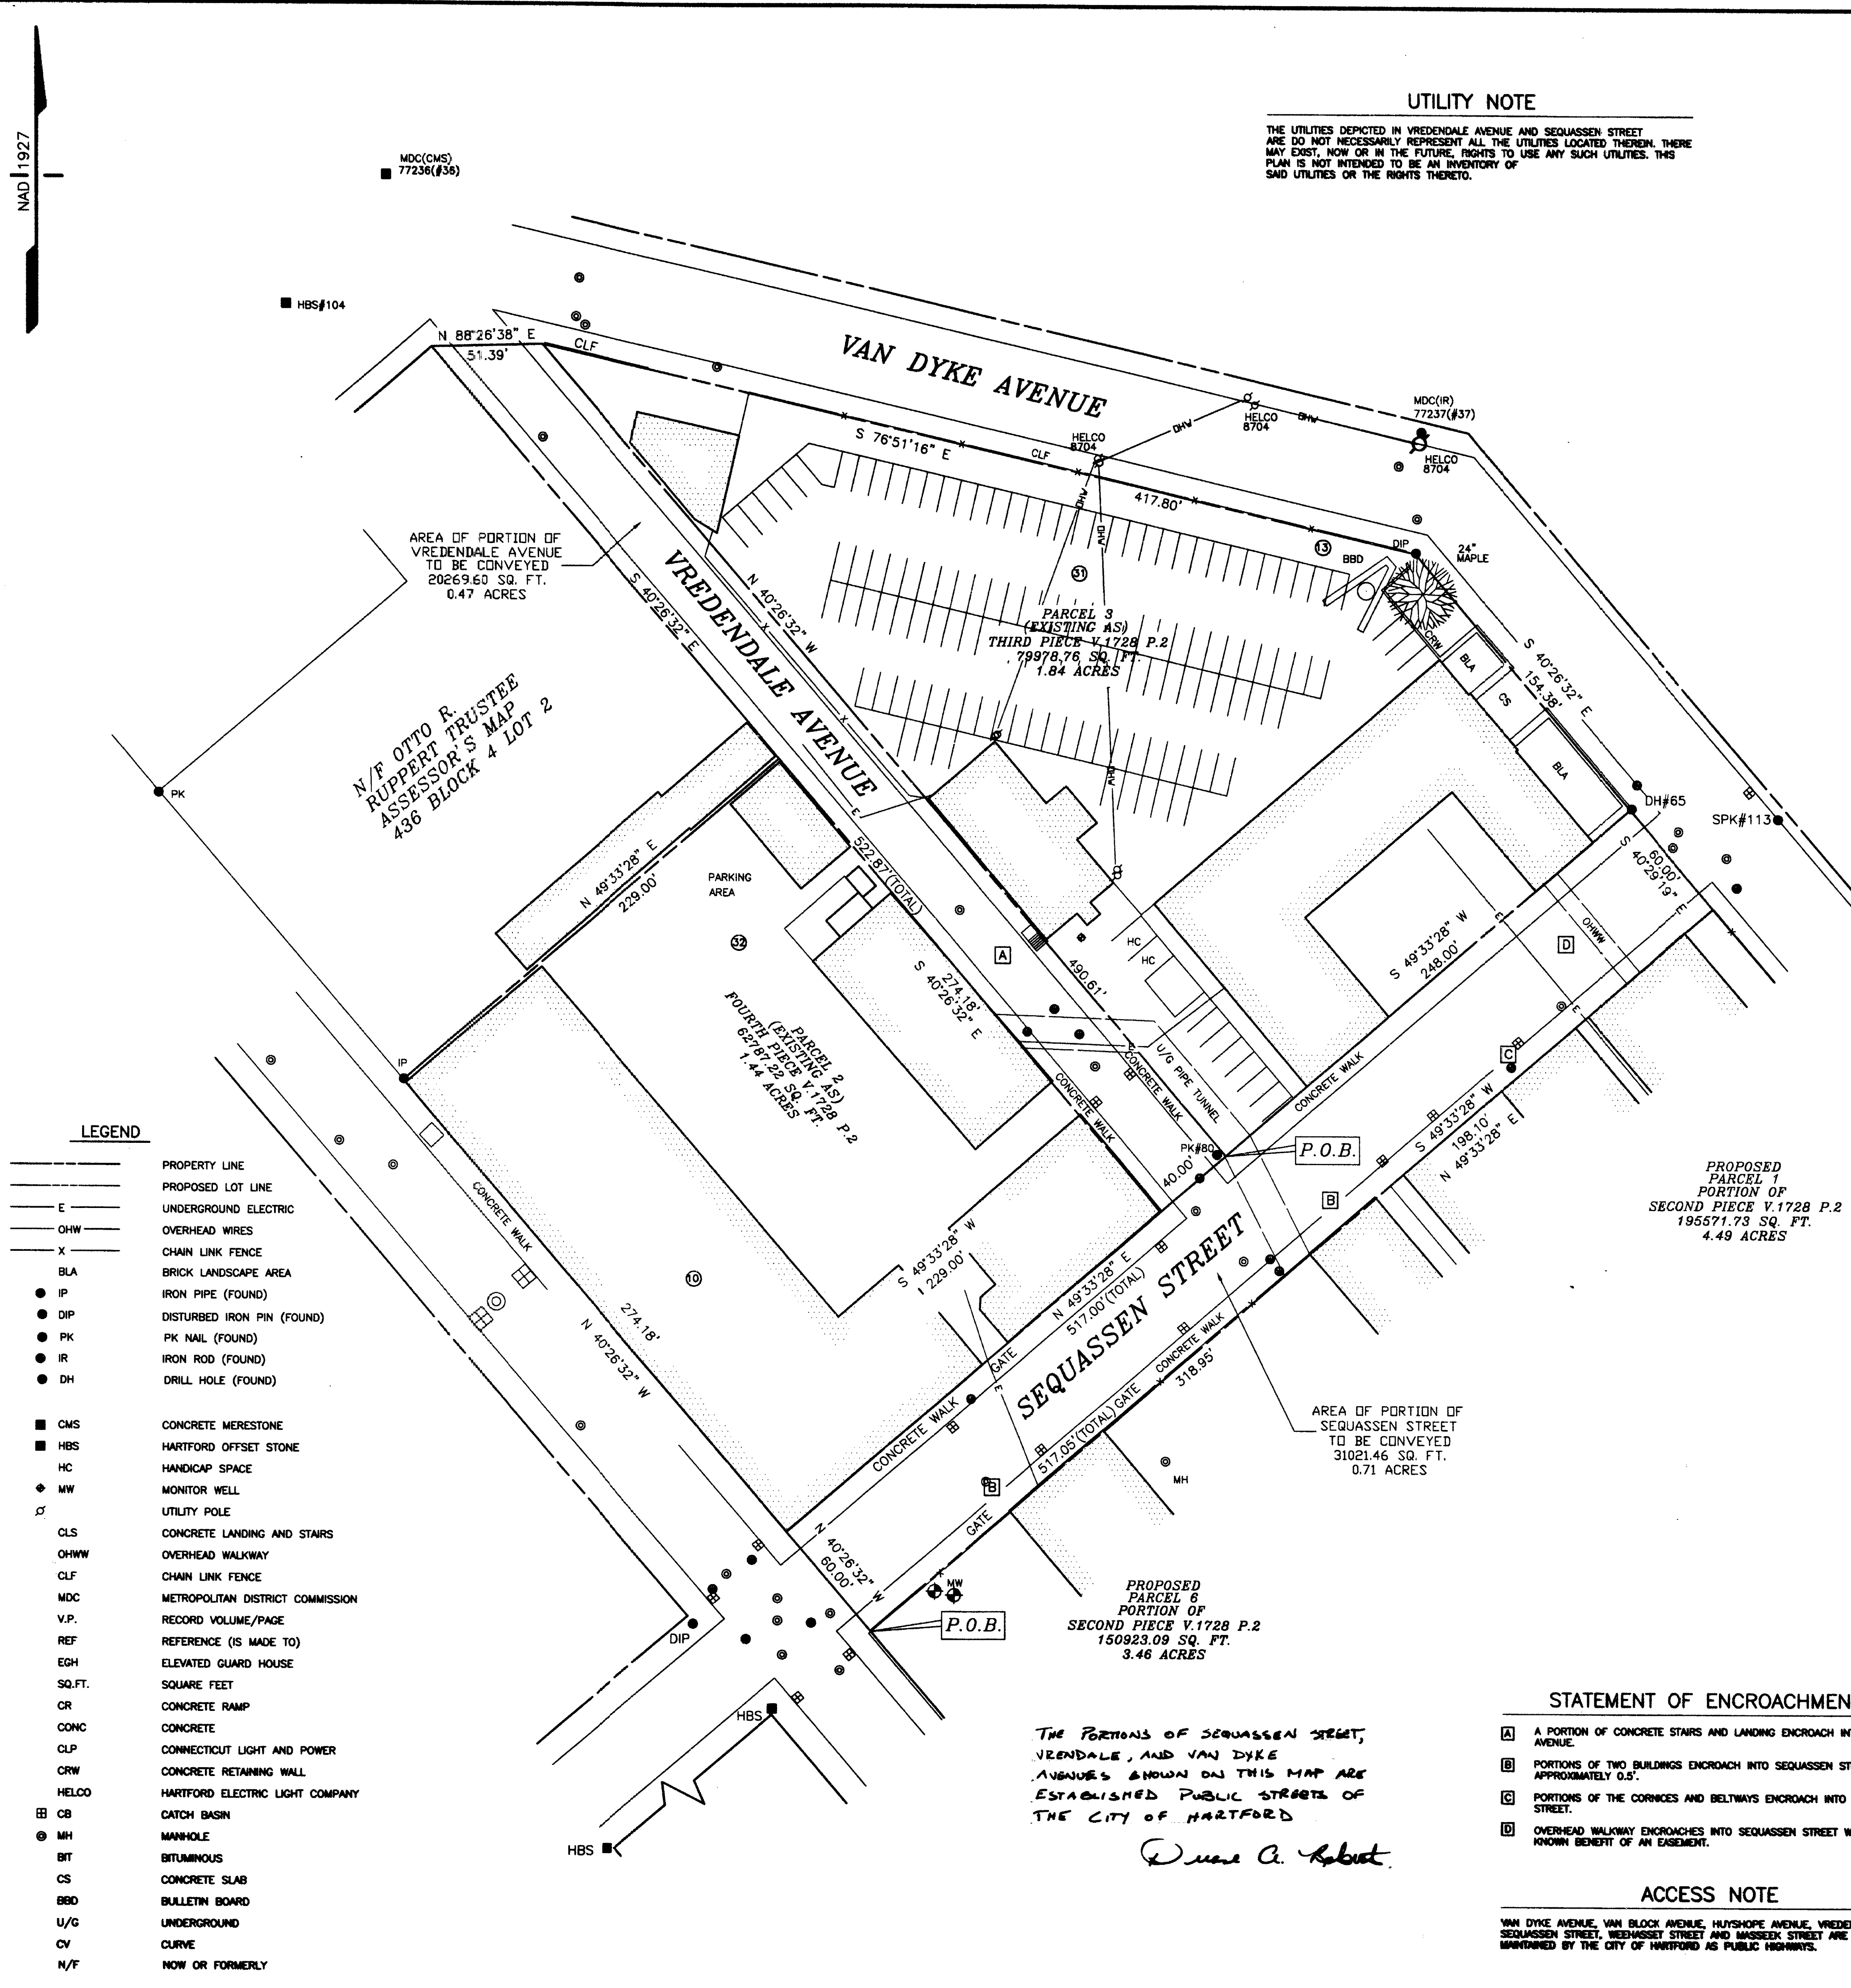 UTILITY NOTE
THE UTILITIES DEPICTED IN VREDENDALE AVENUE AND SEQUASSEN STREET
ARE DO NOT NECESSARILY REPRESENT ALL THE UTILITIES LOCATED THEREIN. THERE
MAY EXIST, NOW OR IN THE FUTURE, RIGHTS TO USE ANY SUCH UTILITIES. THIS
PLAN IS NOT INTENDED TO BE AN INVENTORY OF
SAID UTILITIES OR THE RIGHTS THERETO.
NAD 1927
MDC(CMS)
77236(#36)
HBS#104
N 88°26'38" E
51.39'
CLF
VAN DYKE AVENUE
S 76°51'16" E
CLF
417.80'
HELCO
8704
OHW
HELCO
8704
OHW
MDC(IR)
77237(#37)
HELCO
8704
OHW
OHW
OHW
13
BBD
DIP
24"
MAPLE
31
PARCEL 3
(EXISTING AS)
THIRD PIECE V.1728 P.2
79978.76 SQ. FT.
1.84 ACRES
AREA OF PORTION OF
VREDENDALE AVENUE
TO BE CONVEYED
20269.60 SQ. FT.
0.47 ACRES
VREDENDALE AVENUE
S 40°26'32" E
N 40°26'32" W
X
X
E
522.87'(TOTAL)
490.61'
CRW
BLA
CS
BLA
S 40°26'32" E
154.38'
DH#65
SPK#113
60.00'
S 40°29'19" E
N/F OTTO R.
RUPPERT TRUSTEE
ASSESSOR'S MAP
436 BLOCK 4 LOT 2
PK
N 49°33'28" E
229.00'
PARKING
AREA
32
A
274.18'
S 40°26'32" E
PARCEL 2
(EXISTING AS)
FOURTH PIECE V.1728 P.2
62787.22 SQ. FT.
1.44 ACRES
HC
HC
S 49°33'28" W
248.00'
E
OHWW
D
E
C
U/G PIPE TUNNEL
E
CONCRETE WALK
CONCRETE WALK
CONCRETE WALK
IP
PK#80
40.00'
P.O.B.
B
S 49°33'28" W
198.10'
N 49°33'28" E
PROPOSED
PARCEL 1
PORTION OF
SECOND PIECE V.1728 P.2
195571.73 SQ. FT.
4.49 ACRES
CONCRETE WALK
10
274.18'
N 40°26'32" W
S 49°33'28" W
229.00'
N 49°33'28" E
517.00'(TOTAL)
SEQUASSEN STREET
GATE
E
CONCRETE WALK
CONCRETE WALK
318.95'
GATE
517.05'(TOTAL)
B
GATE
MH
AREA OF PORTION OF
SEQUASSEN STREET
TO BE CONVEYED
31021.46 SQ. FT.
0.71 ACRES
N 40°26'32" W
60.00'
MW
P.O.B.
DIP
HBS
HBS
PROPOSED
PARCEL 6
PORTION OF
SECOND PIECE V.1728 P.2
150923.09 SQ. FT.
3.46 ACRES
LEGEND
PROPERTY LINE
PROPOSED LOT LINE
E UNDERGROUND ELECTRIC
OHW OVERHEAD WIRES
X CHAIN LINK FENCE
BLA BRICK LANDSCAPE AREA
IP IRON PIPE (FOUND)
DIP DISTURBED IRON PIN (FOUND)
PK PK NAIL (FOUND)
IR IRON ROD (FOUND)
DH DRILL HOLE (FOUND)
CMS CONCRETE MERESTONE
HBS HARTFORD OFFSET STONE
HC HANDICAP SPACE
MW MONITOR WELL
UTILITY POLE
CLS CONCRETE LANDING AND STAIRS
OHWW OVERHEAD WALKWAY
CLF CHAIN LINK FENCE
MDC METROPOLITAN DISTRICT COMMISSION
V.P. RECORD VOLUME/PAGE
REF REFERENCE (IS MADE TO)
EGH ELEVATED GUARD HOUSE
SQ.FT. SQUARE FEET
CR CONCRETE RAMP
CONC CONCRETE
CLP CONNECTICUT LIGHT AND POWER
CRW CONCRETE RETAINING WALL
HELCO HARTFORD ELECTRIC LIGHT COMPANY
CB CATCH BASIN
MH MANHOLE
BIT BITUMINOUS
CS CONCRETE SLAB
BBD BULLETIN BOARD
U/G UNDERGROUND
CV CURVE
N/F NOW OR FORMERLY
THE PORTIONS OF SEQUASSEN STREET,
VRENDALE, AND VAN DYKE
AVENUES SHOWN ON THIS MAP ARE
ESTABLISHED PUBLIC STREETS OF
THE CITY OF HARTFORD
STATEMENT OF ENCROACHMEN
A A PORTION OF CONCRETE STAIRS AND LANDING ENCROACH IN
AVENUE.
B PORTIONS OF TWO BUILDINGS ENCROACH INTO SEQUASSEN ST
APPROXIMATELY 0.5'.
C PORTIONS OF THE CORNICES AND BELTWAYS ENCROACH INTO
STREET.
D OVERHEAD WALKWAY ENCROACHES INTO SEQUASSEN STREET W
KNOWN BENEFIT OF AN EASEMENT.
ACCESS NOTE
VAN DYKE AVENUE, VAN BLOCK AVENUE, HUYSHOPE AVENUE, VREDE
SEQUASSEN STREET, WEEHASSET STREET AND MASSEEK STREET ARE
MAINTAINED BY THE CITY OF HARTFORD AS PUBLIC HIGHWAYS.